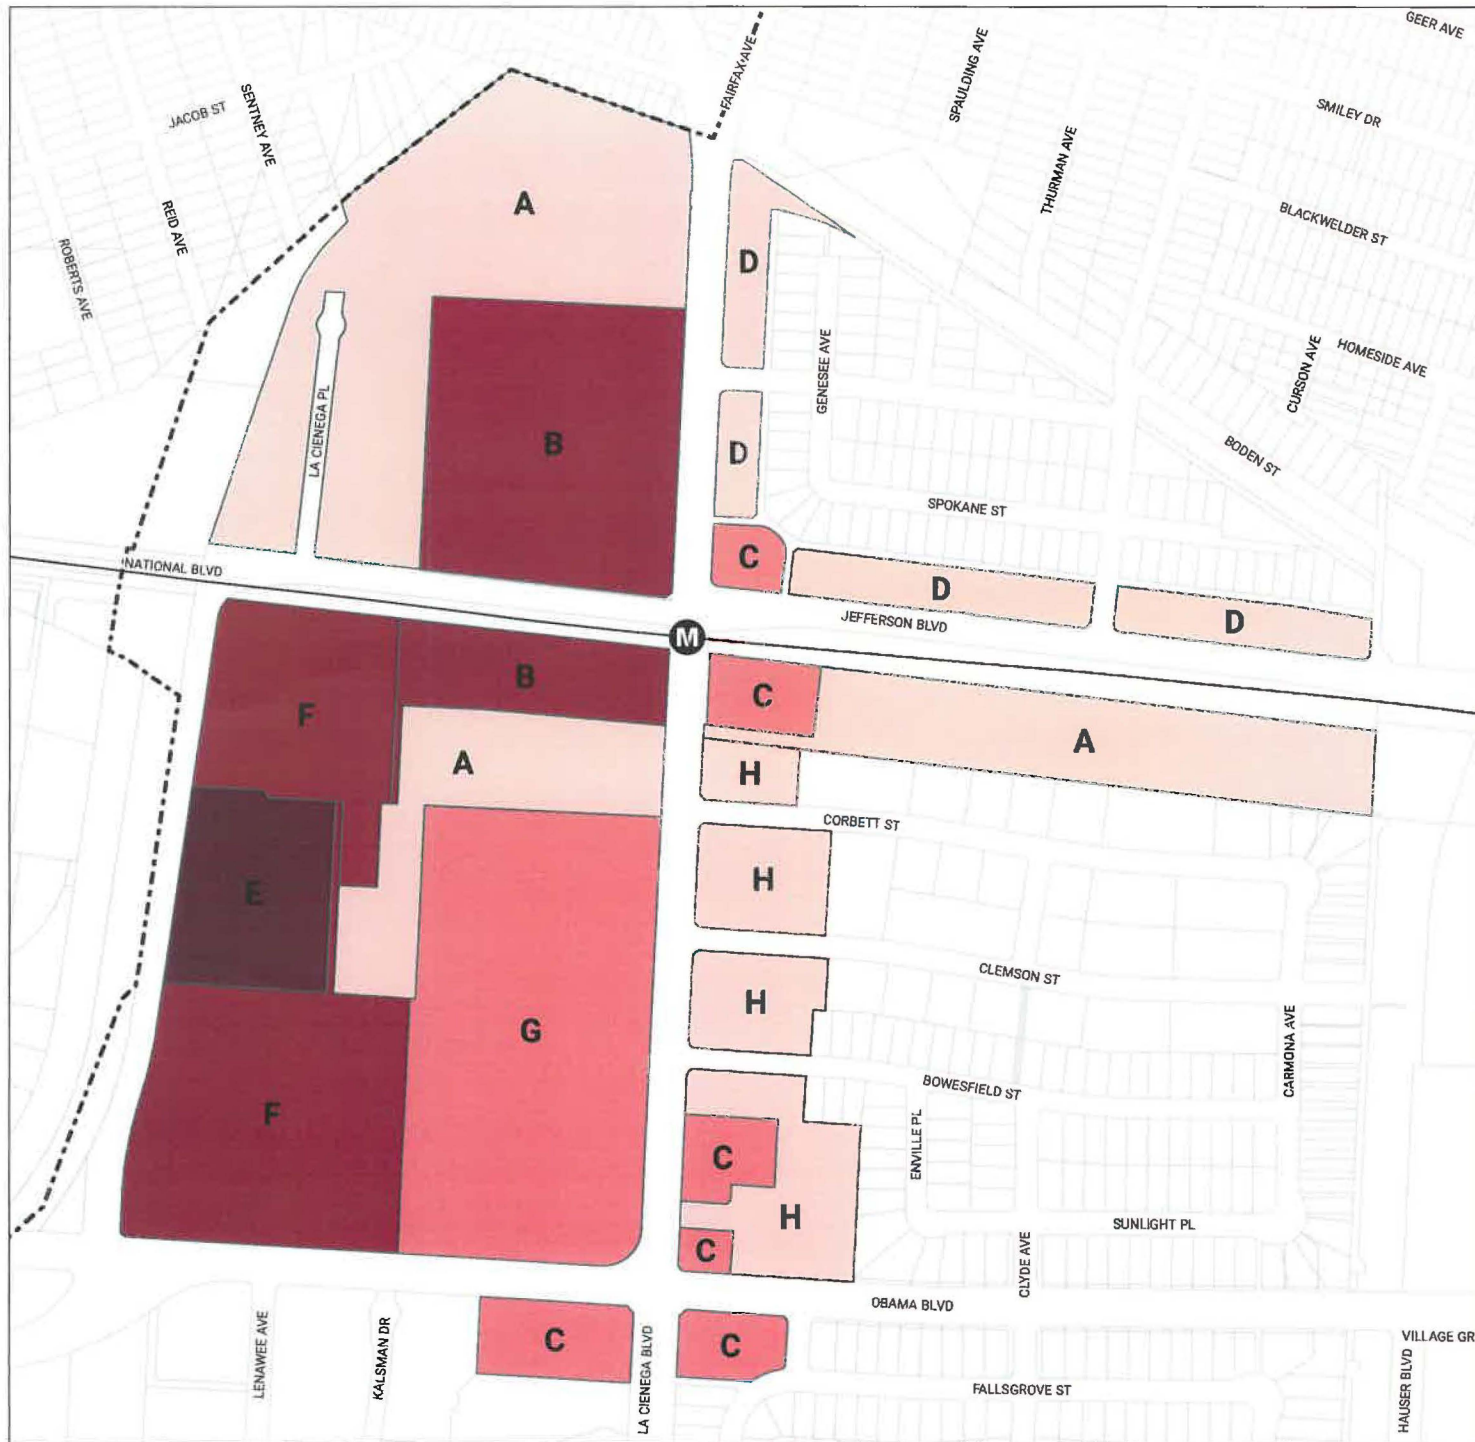 GEER AVE
FAIRFAX AVE
SPAULDING AVE
SENTNEY AVE
JACOB ST
SMILEY DR
THURMAN AVE
A
REID AVE
BLACKWELDER ST
ROBERTS AVE
D
HOMESIDE AVE
GENESEE AVE
CURSON AVE
LA CIENEGA PL
B
D
BODEN ST
SPOKANE ST
C
NATIONAL BLVD
D
D
JEFFERSON BLVD
M
B
C
F
A
A
H
CORBETT ST
H
E
CLEMSON ST
H
G
CARMONA AVE
BOWESFIELD ST
F
ENVILLE PL
C
H
SUNLIGHT PL
C
CLYDE AVE
OBAMA BLVD
C
C
VILLAGE GR
LENAWEE AVE
KALSMAN DR
LA CIENEGA BLVD
FALLSGROVE ST
HAUSER BLVD